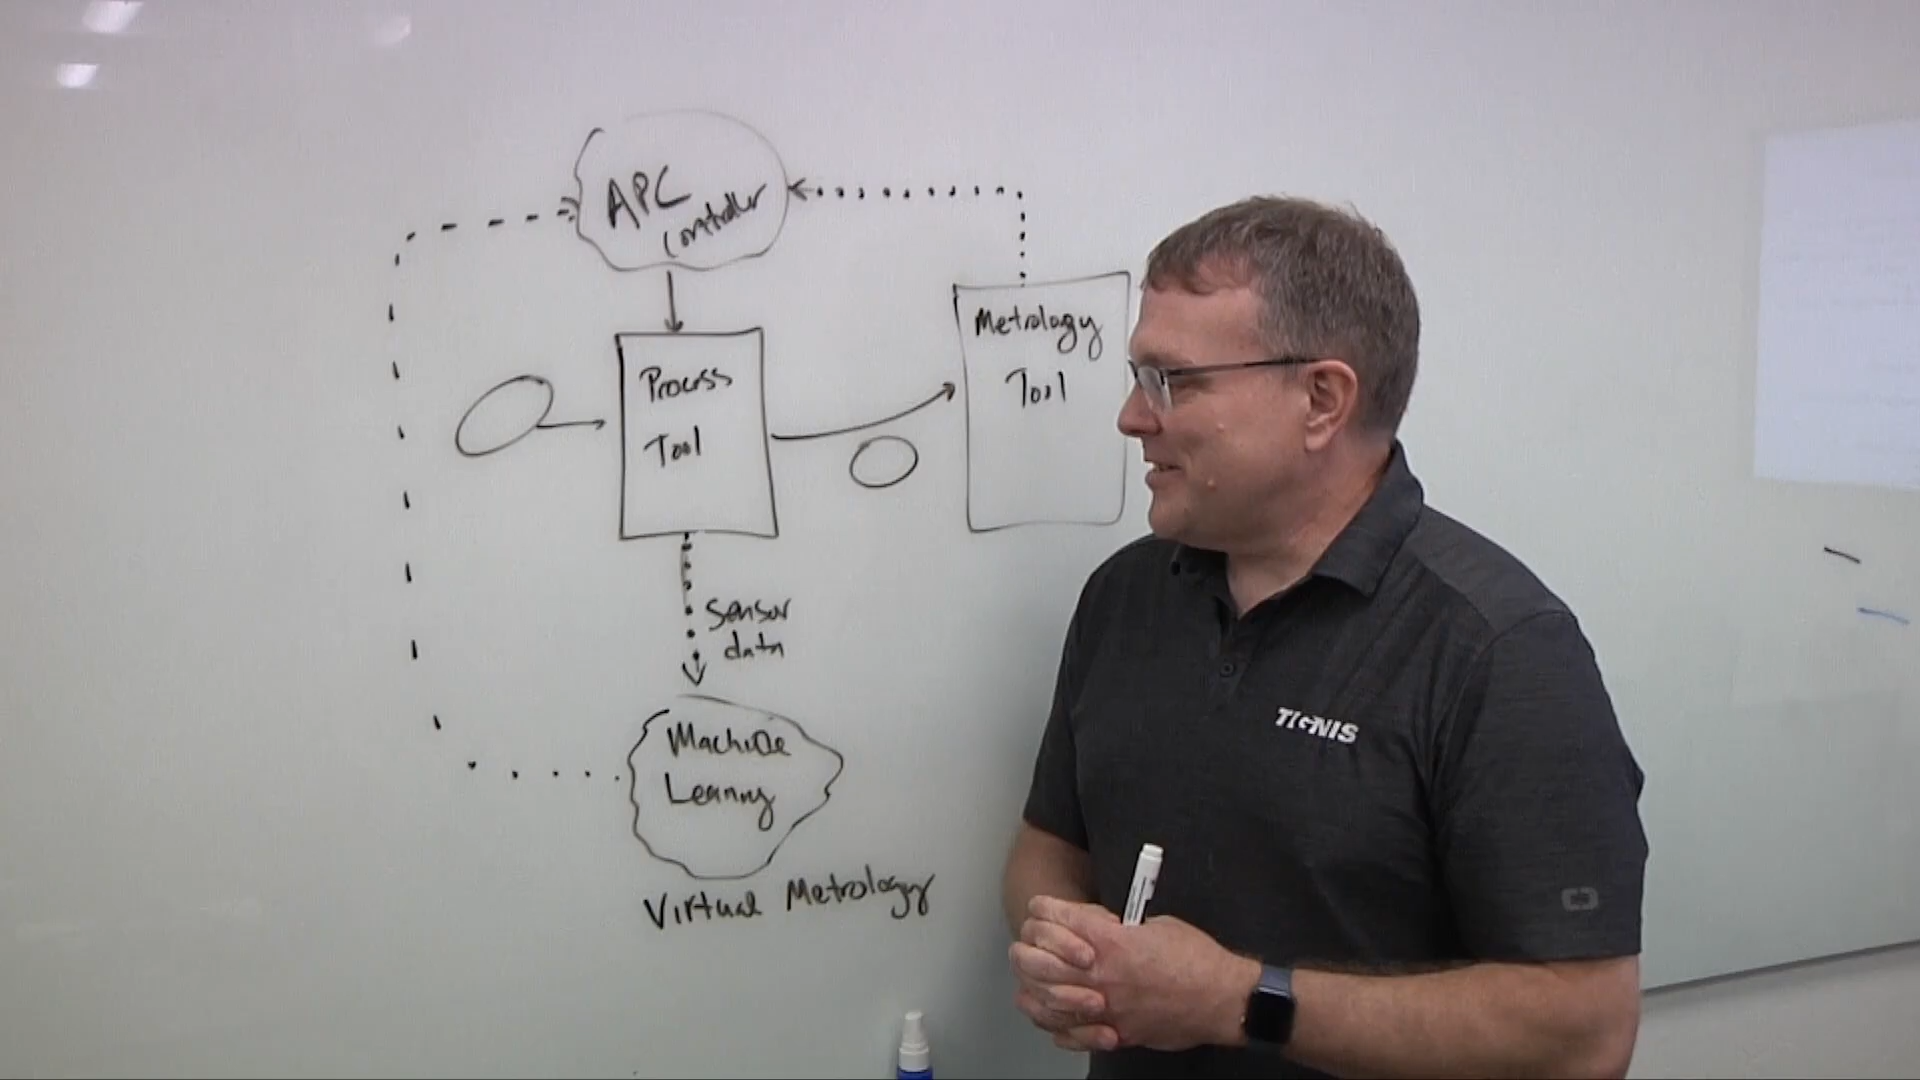 APC
Controller
Metrology
Tool
Process
Tool
Sensor
data
Machine
Learning
Virtual Metrology
TIGNIS